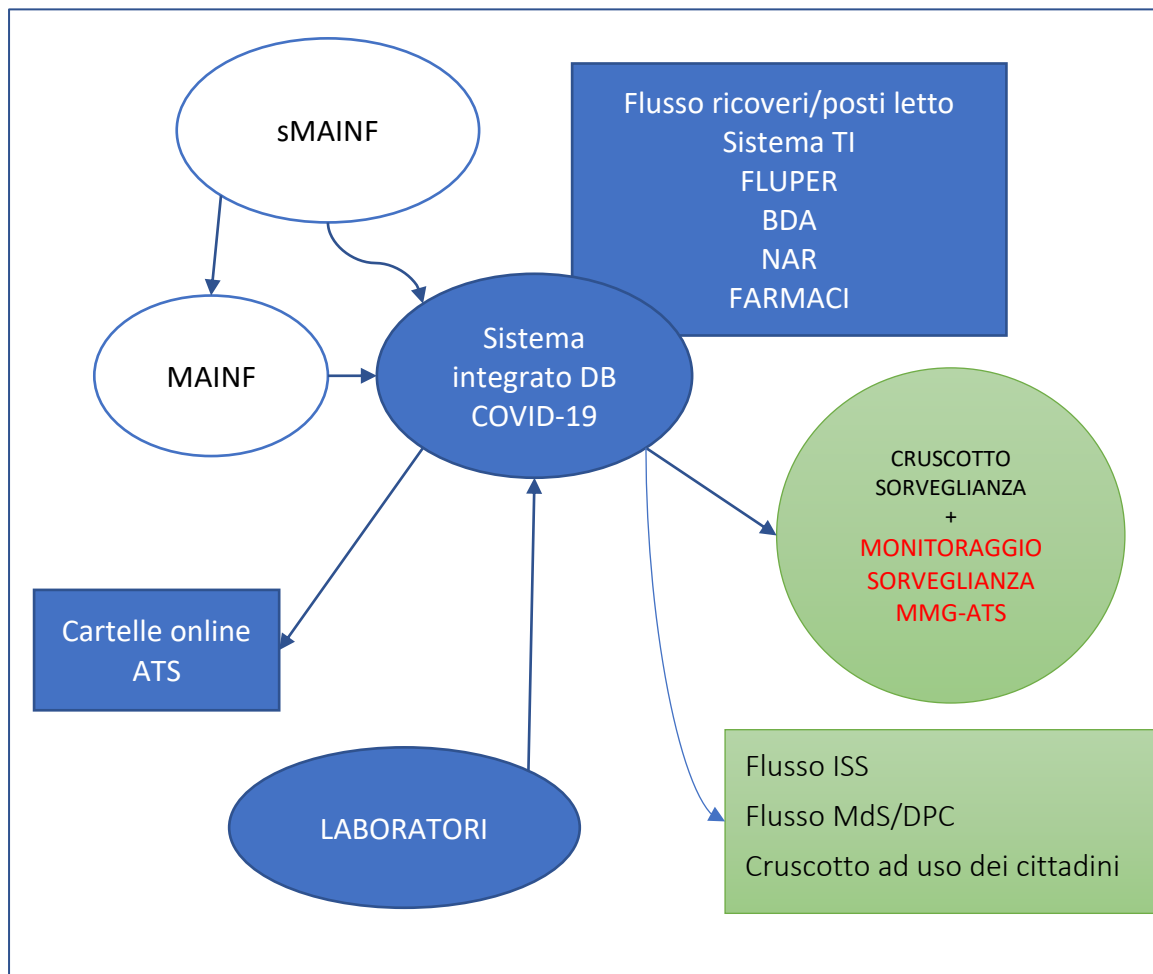 sMAINF
Flusso ricoveri/posti letto
Sistema TI
FLUPER
BDA
NAR
FARMACI
MAINF
Sistema
integrato DB
COVID-19
CRUSCOTTO
SORVEGLIANZA
+
MONITORAGGIO
SORVEGLIANZA
MMG-ATS
Cartelle online
ATS
LABORATORI
Flusso ISS
Flusso MdS/DPC
Cruscotto ad uso dei cittadini